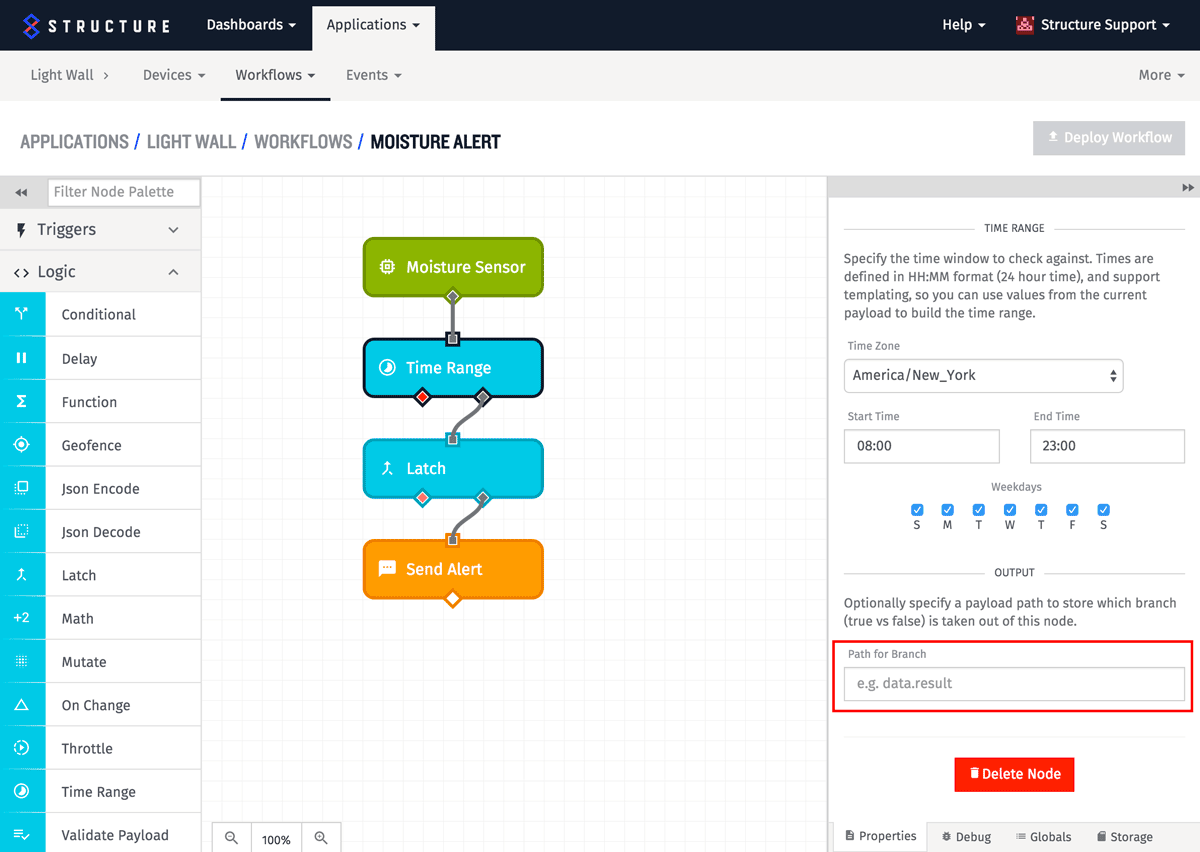 STRUCTURE
Dashboards
Applications
Help
Structure Support
Light Wall
Devices
Workflows
Events
More
APPLICATIONS / LIGHT WALL / WORKFLOWS / MOISTURE ALERT
Deploy Workflow
Filter Node Palette
Triggers
Logic
Conditional
Delay
Function
Geofence
Json Encode
Json Decode
Latch
+2 Math
Mutate
On Change
Throttle
Time Range
Validate Payload
Moisture Sensor
Time Range
Latch
Send Alert
100%
TIME RANGE
Specify the time window to check against. Times are
defined in HH:MM format (24 hour time), and support
templating, so you can use values from the current
payload to build the time range.
Time Zone
America/New_York
Start Time End Time
08:00 23:00
Weekdays
S M T W T F S
OUTPUT
Optionally specify a payload path to store which branch
(true vs false) is taken out of this node.
Path for Branch
e.g. data.result
Delete Node
Properties Debug Globals Storage